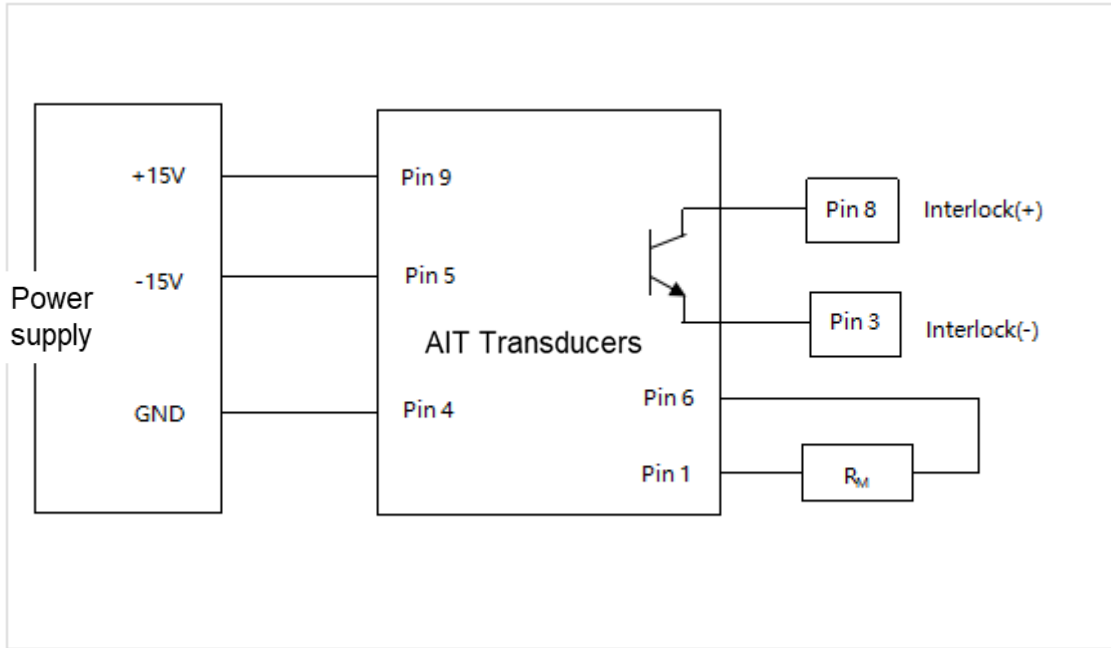 +15V
-15V
Power
supply
GND
Pin 9
Pin 5
AIT Transducers
Pin 4
Pin 6
Pin 1
Pin 8
Interlock(+)
Pin 3
Interlock(-)
RM